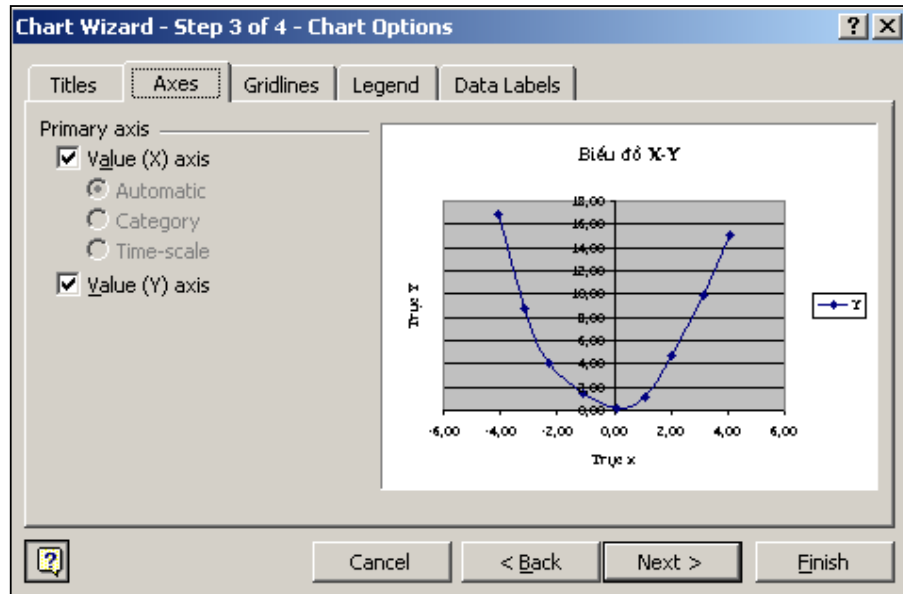 Chart Wizard - Step 3 of 4 - Chart Options
Titles Axes Gridlines Legend Data Labels
Primary axis
Value (X) axis
Automatic
Category
Time-scale
Value (Y) axis
Biểu đồ X-Y
18,00
16,00
14,00
12,00
10,00
8,00
6,00
4,00
2,00
0,00
Trục Y
-6,00 -4,00 -2,00 0,00 2,00 4,00 6,00
Trục x
Y
Cancel < Back Next > Finish